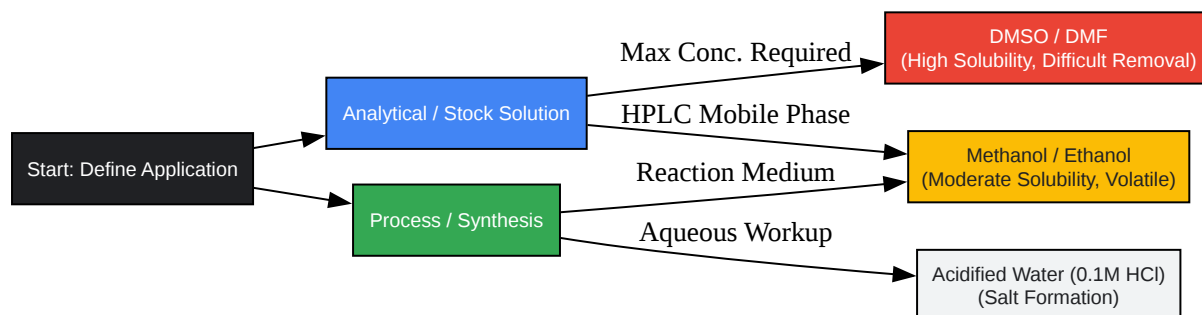 Start: Define Application
Analytical / Stock Solution
Process / Synthesis
Max Conc. Required
HPLC Mobile Phase
Reaction Medium
Aqueous Workup
DMSO / DMF
(High Solubility, Difficult Removal)
Methanol / Ethanol
(Moderate Solubility, Volatile)
Acidified Water (0.1M HCl)
(Salt Formation)